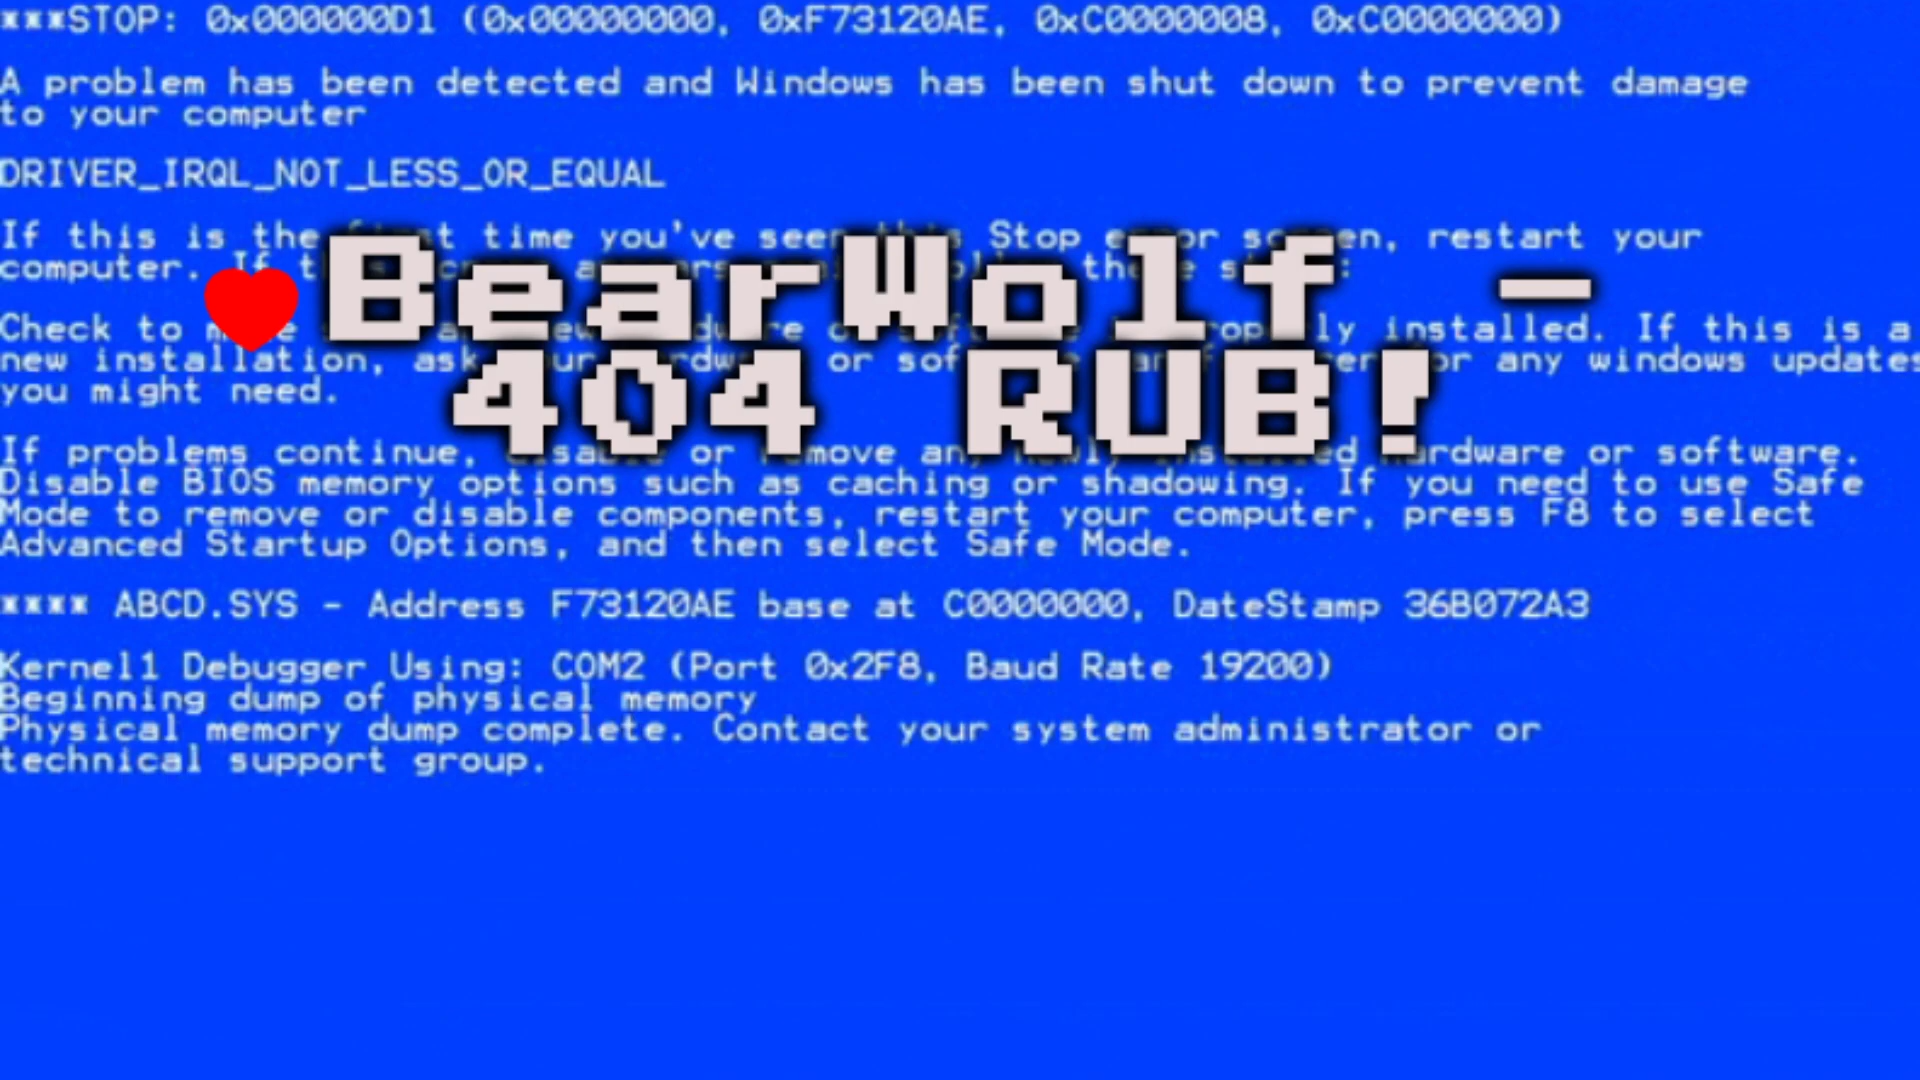 ***STOP: 0x000000D1 (0x00000000, 0xF73120AE, 0xC0000008, 0xC0000000)
A problem has been detected and Windows has been shut down to prevent damage
to your computer
DRIVER_IRQL_NOT_LESS_OR_EQUAL
If this is the time you've seen Stop restart your
computer. If
❤BearWolf -
404 RUB!
Check to installed. If this is a
new installation, ask or any windows updates
you might need.
If problems continue, or hardware or software.
Disable BIOS memory options such as caching or shadowing. If you need to use Safe
Mode to remove or disable components, restart your computer, press F8 to select
Advanced Startup Options, and then select Safe Mode.
**** ABCD.SYS - Address F73120AE base at C0000000, DateStamp 36B072A3
Kernel1 Debugger Using: COM2 (Port 0x2F8, Baud Rate 19200)
Beginning dump of physical memory
Physical memory dump complete. Contact your system administrator or
technical support group.